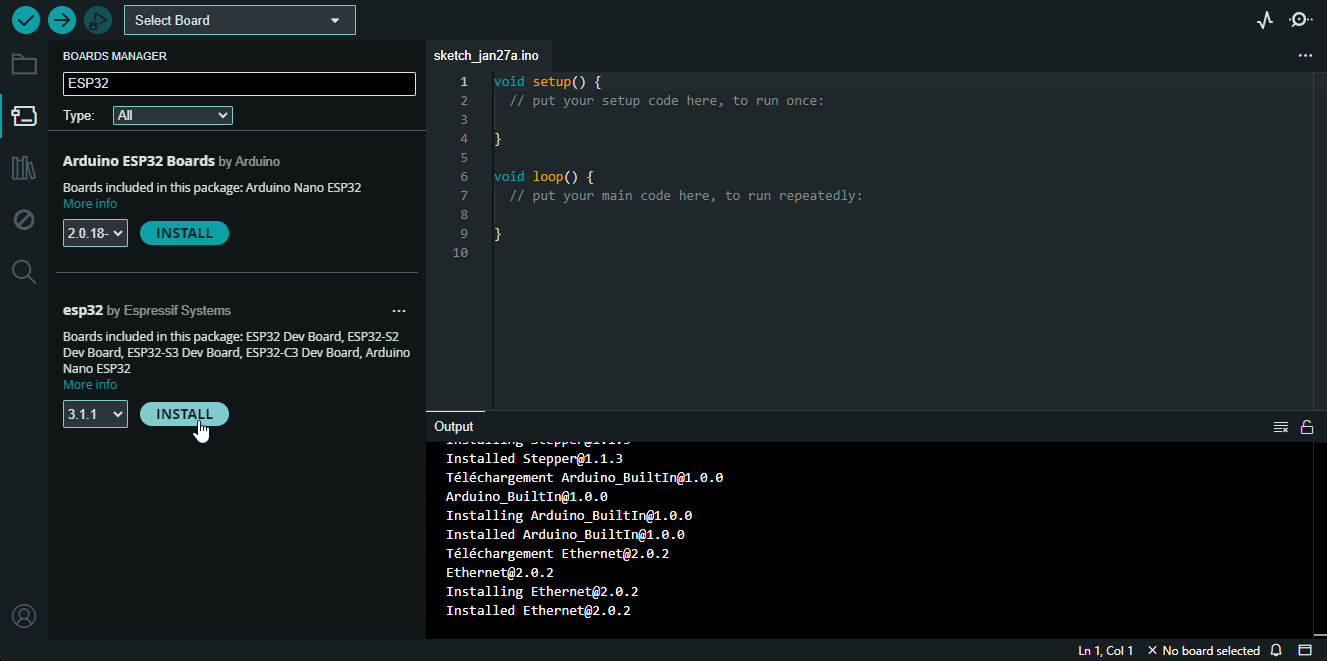 Select Board
BOARDS MANAGER
ESP32
Type: All
Arduino ESP32 Boards by Arduino
Boards included in this package: Arduino Nano ESP32
More info
2.0.18- INSTALL
esp32 by Espressif Systems
Boards included in this package: ESP32 Dev Board, ESP32-S2
Dev Board, ESP32-S3 Dev Board, ESP32-C3 Dev Board, Arduino
Nano ESP32
More info
3.1.1 INSTALL
sketch_jan27a.ino
1 void setup() {
2 // put your setup code here, to run once:
3
4 }
5
6 void loop() {
7 // put your main code here, to run repeatedly:
8
9 }
10
Output
Installing Stepper@1.1.3
Installed Stepper@1.1.3
Téléchargement Arduino_BuiltIn@1.0.0
Arduino_BuiltIn@1.0.0
Installing Arduino_BuiltIn@1.0.0
Installed Arduino_BuiltIn@1.0.0
Téléchargement Ethernet@2.0.2
Ethernet@2.0.2
Installing Ethernet@2.0.2
Installed Ethernet@2.0.2
Ln 1, Col 1 × No board selected